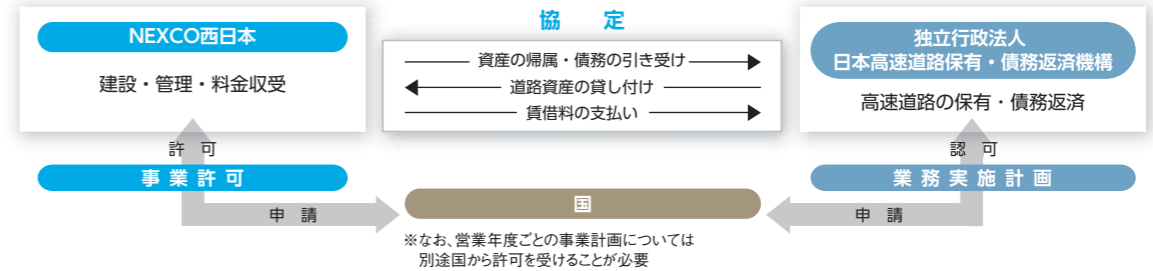 協 定
NEXCO西日本
建設・管理・料金収受
資産の帰属・債務の引き受け
道路資産の貸し付け
賃借料の支払い
独立行政法人
日本高速道路保有・債務返済機構
高速道路の保有・債務返済
許 可
事業許可
申 請
認 可
業務実施計画
申 請
国
※なお、営業年度ごとの事業計画については
別途国から許可を受けることが必要